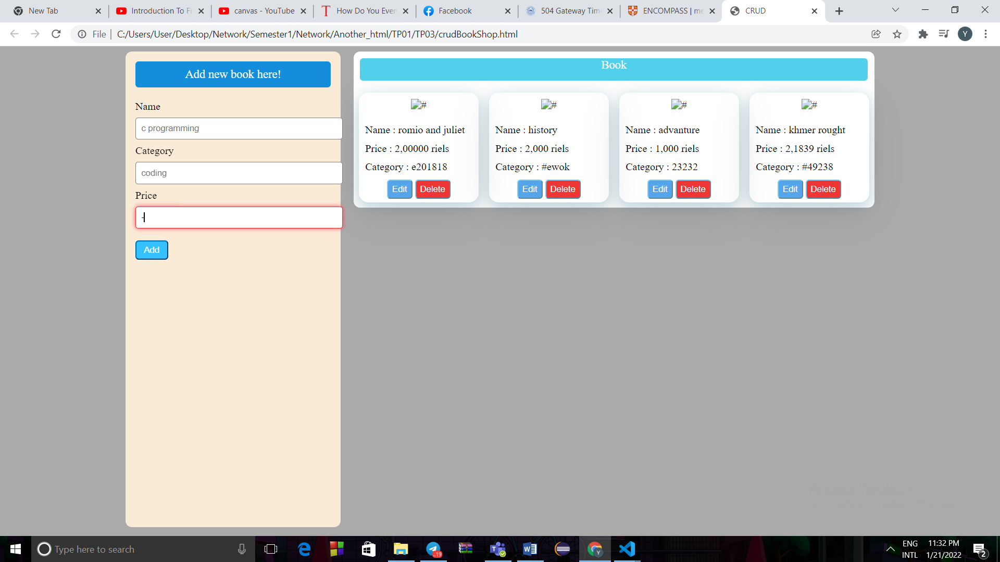 New Tab
Introduction To Fi
canvas - YouTube
How Do You Even
Facebook
504 Gateway Tim
ENCOMPASS | me
CRUD
File
C:/Users/User/Desktop/Network/Semester1/Network/Another_html/TP01/TP03/crudBookShop.html
Y
Add new book here!
Name
c programming
Category
coding
Price
-
Add
Book
#
Name : romio and juliet
Price : 2,00000 riels
Category : e201818
Edit Delete
#
Name : history
Price : 2,000 riels
Category : #ewok
Edit Delete
#
Name : advanture
Price : 1,000 riels
Category : 23232
Edit Delete
#
Name : khmer rought
Price : 2,1839 riels
Category : #49238
Edit Delete
Type here to search
..19
ENG
INTL
11:32 PM
1/21/2022
2